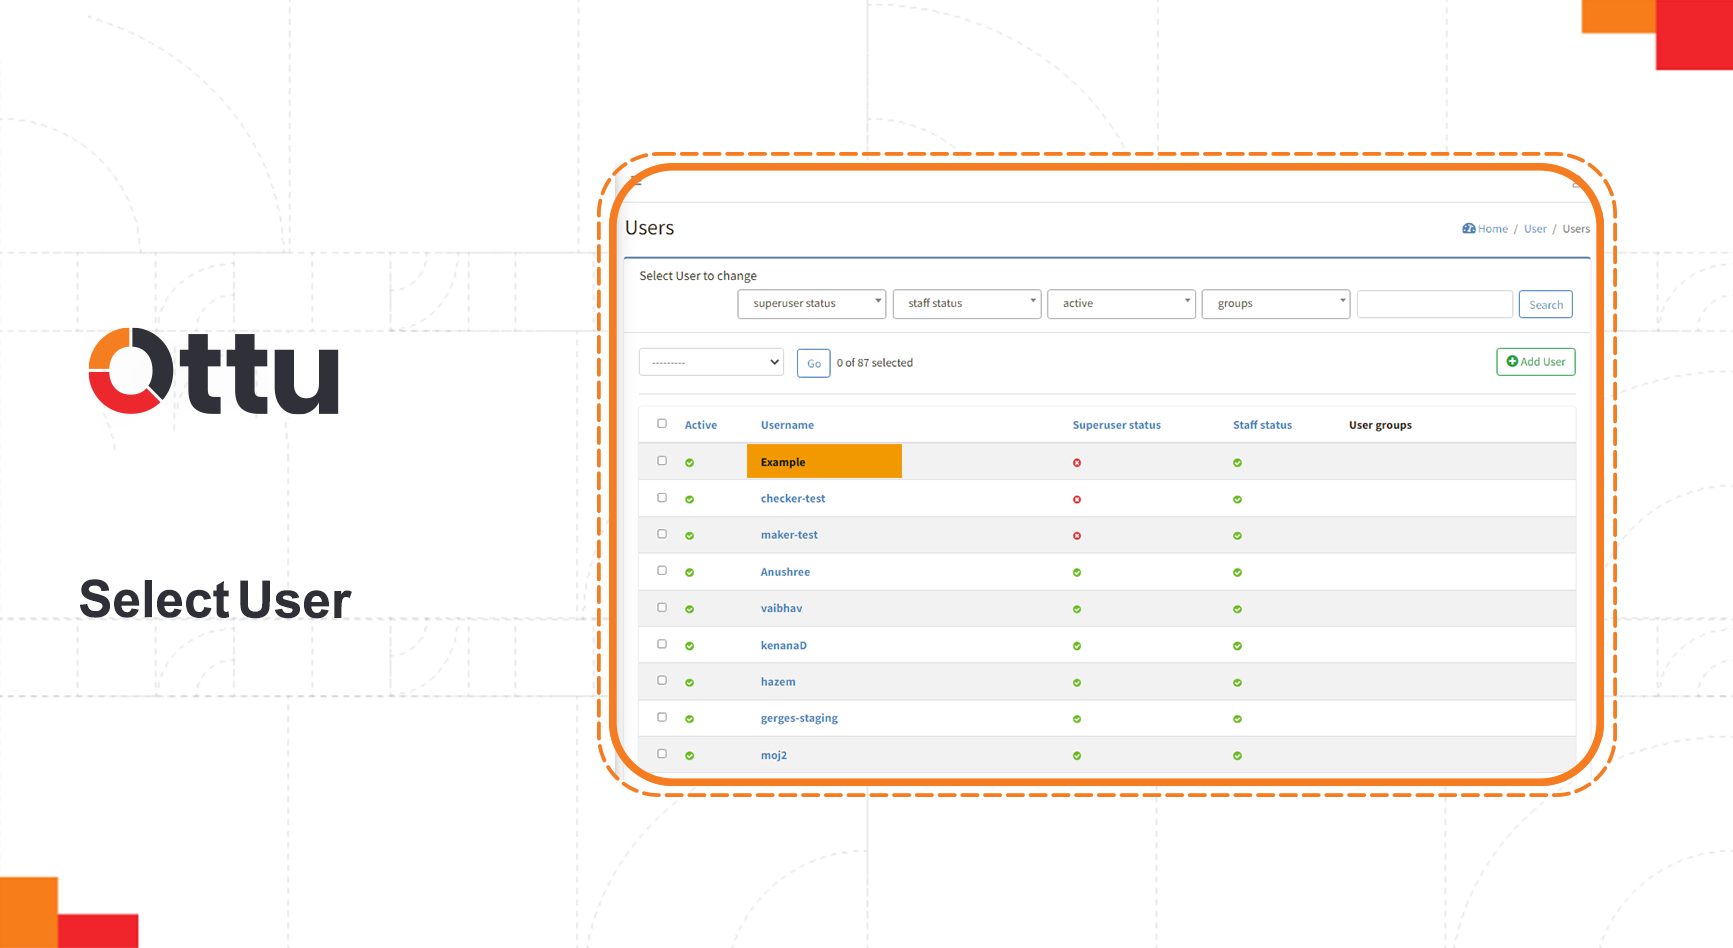 Ottu
Select User
Users
Home / User / Users
Select User to change
superuser status staff status active groups Search
--------- Go 0 of 87 selected Add User
Active Username Superuser status Staff status User groups
Example
checker-test
maker-test
Anushree
vaibhav
kenanaD
hazem
gerges-staging
moj2